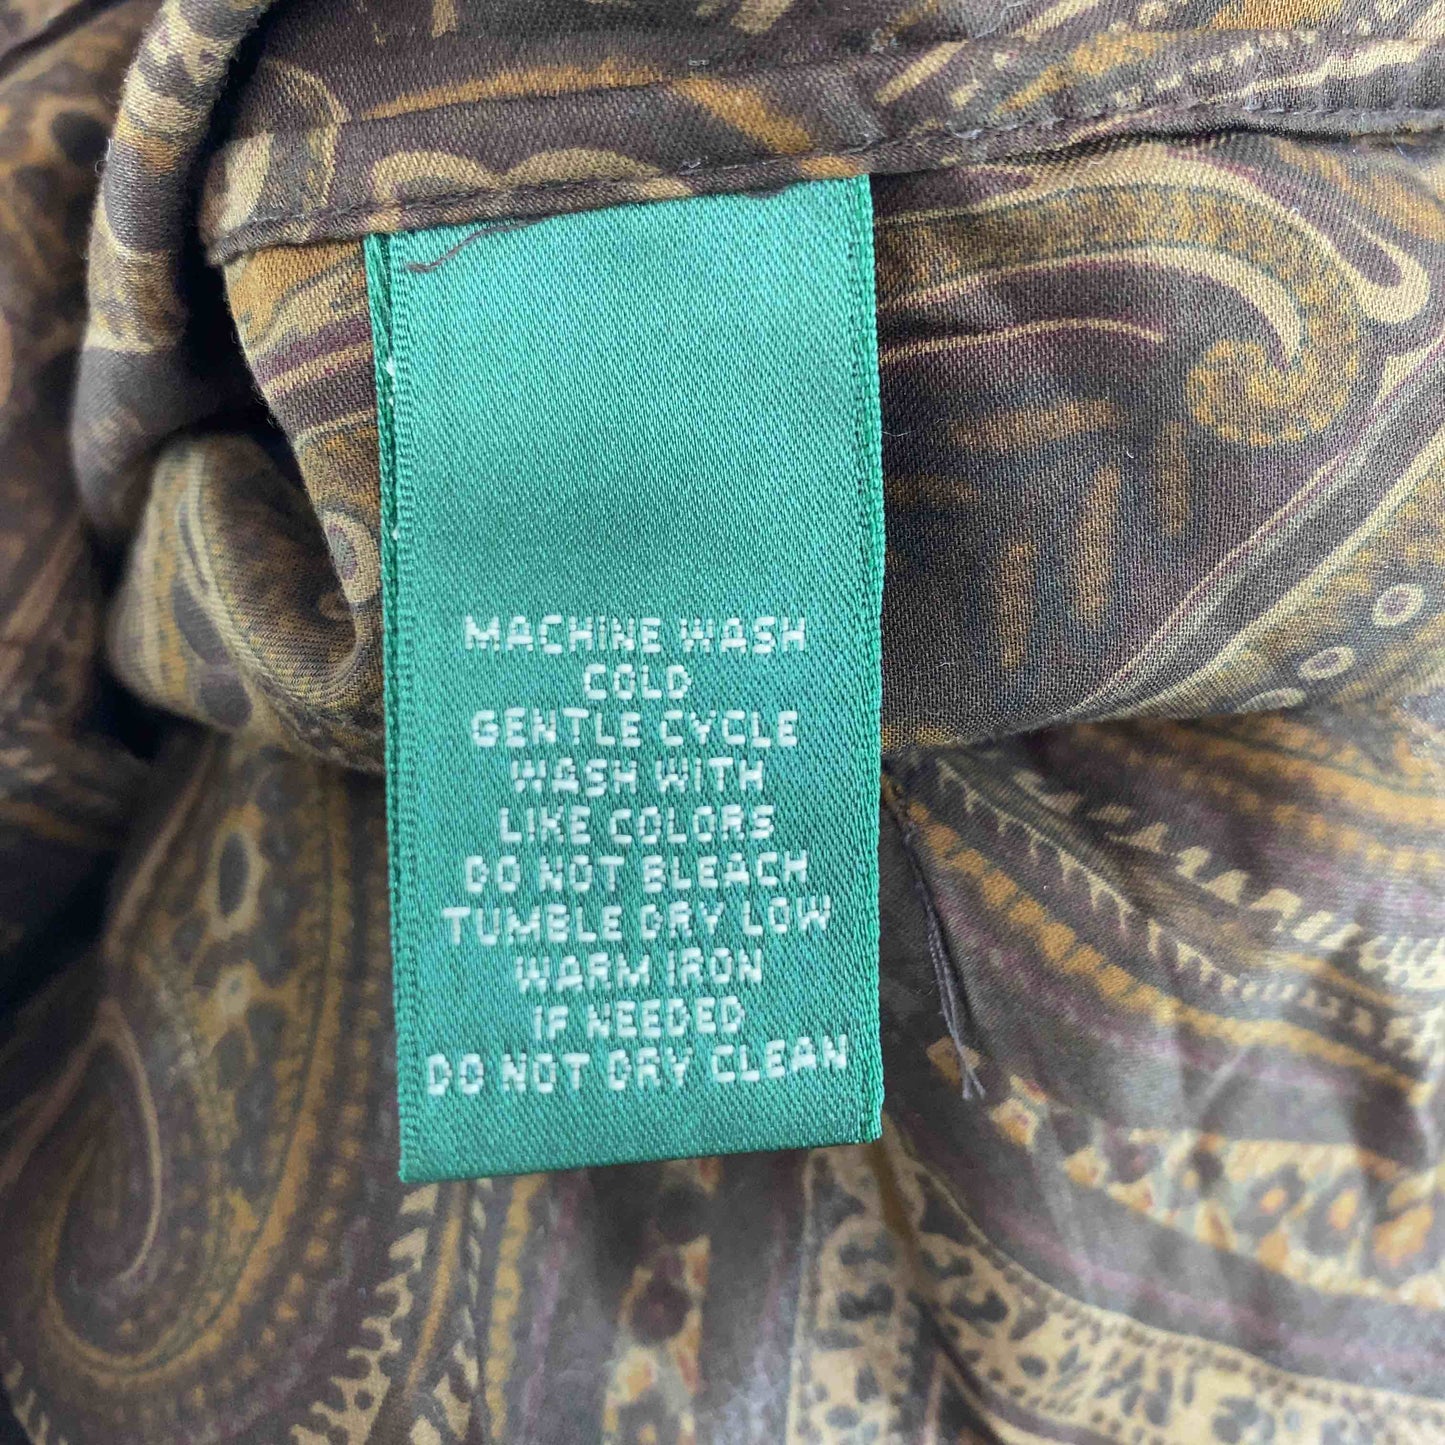 MACHINE WASH
COLD
GENTLE CYCLE
WASH WITH
LIKE COLORS
DO NOT BLEACH
TUMBLE DRY LOW
WARM IRON
IF NEEDED
DO NOT DRY CLEAN